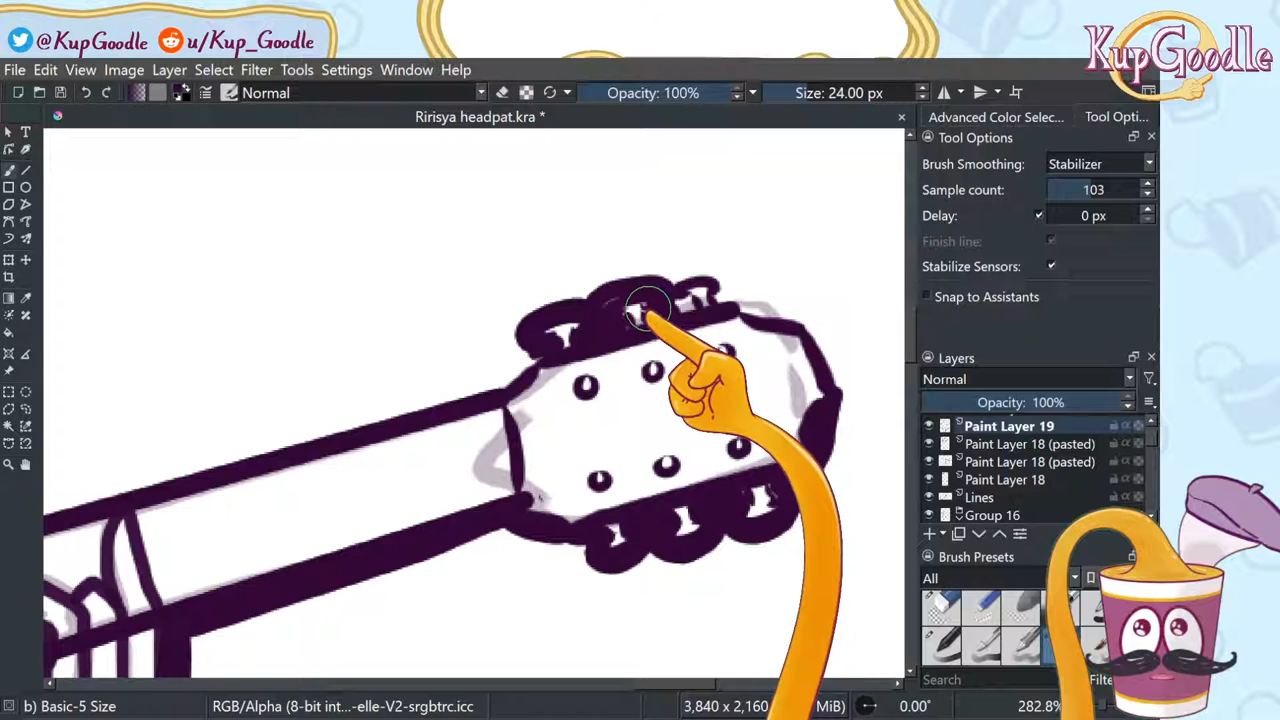 @KupGoodle u/Kup_Goodle
KupGoodle
File Edit View Image Layer Select Filter Tools Settings Window Help
Normal Opacity: 100% Size: 24.00 px
Ririsya headpat.kra *
Advanced Color Selec... Tool Opti...
Tool Options
Brush Smoothing: Stabilizer
Sample count: 103
Delay: 0 px
Finish line:
Stabilize Sensors:
Snap to Assistants
Layers
Normal
Opacity: 100%
Paint Layer 19
Paint Layer 18 (pasted)
Paint Layer 18 (pasted)
Paint Layer 18
Lines
Group 16
Brush Presets
All
Search
b) Basic-5 Size RGB/Alpha (8-bit int...-elle-V2-srgbtrc.icc 3,840 x 2,160 MiB) 0.00° 282.8%